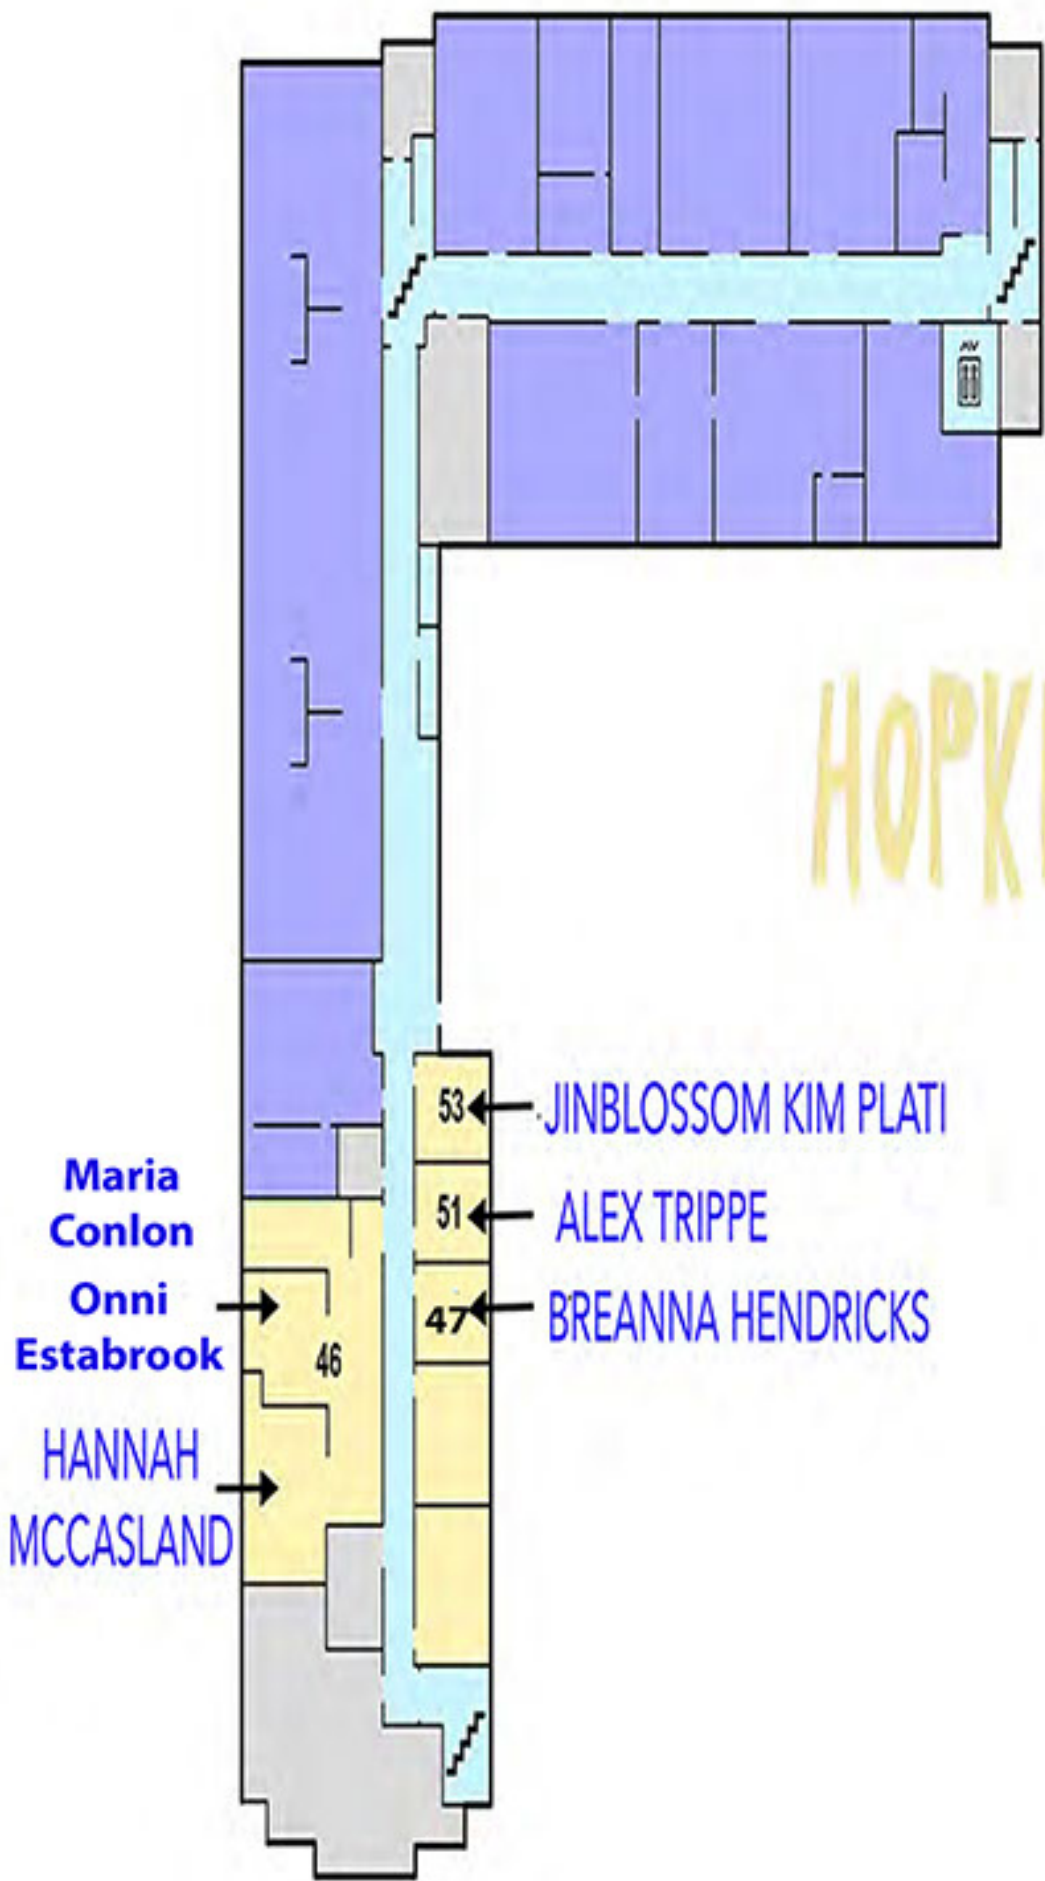 HOPK
53
JINBLOSSOM KIM PLATI
Maria
Conlon
51
ALEX TRIPPE
Onni
Estabrook
47
BREANNA HENDRICKS
46
HANNAH
MCCASLAND